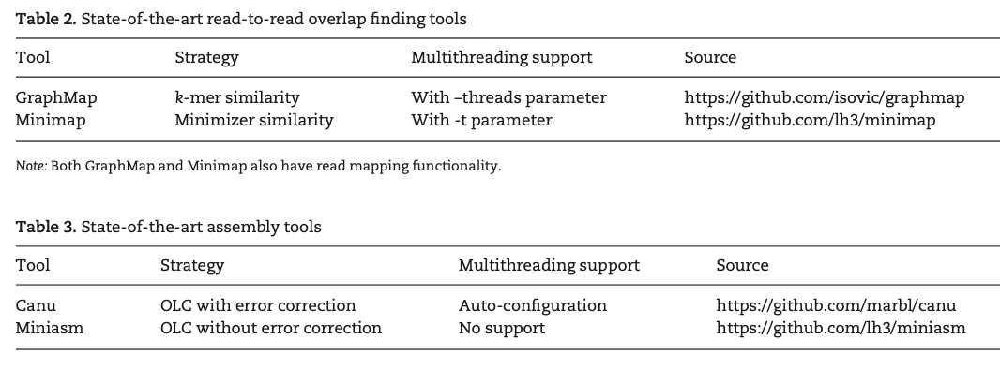 Table 2. State-of-the-art read-to-read overlap finding tools
Tool Strategy Multithreading support Source
GraphMap k-mer similarity With –threads parameter https://github.com/isovic/graphmap
Minimap Minimizer similarity With -t parameter https://github.com/lh3/minimap
Note: Both GraphMap and Minimap also have read mapping functionality.
Table 3. State-of-the-art assembly tools
Tool Strategy Multithreading support Source
Canu OLC with error correction Auto-configuration https://github.com/marbl/canu
Miniasm OLC without error correction No support https://github.com/lh3/miniasm